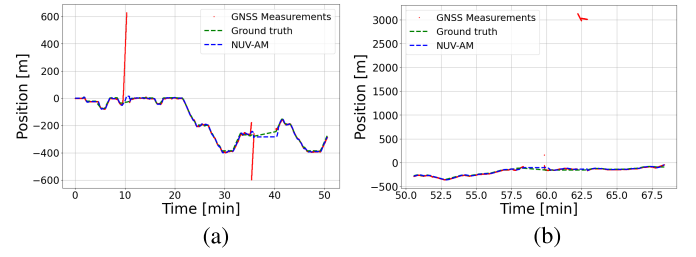 Position [m]
600
400
200
0
−200
−400
−600
GNSS Measurements
Ground truth
NUV-AM
0 10 20 30 40 50
Time [min]
(a)
Position [m]
3000
2500
2000
1500
1000
500
0
−500
GNSS Measurements
Ground truth
NUV-AM
50.0 52.5 55.0 57.5 60.0 62.5 65.0 67.5
Time [min]
(b)